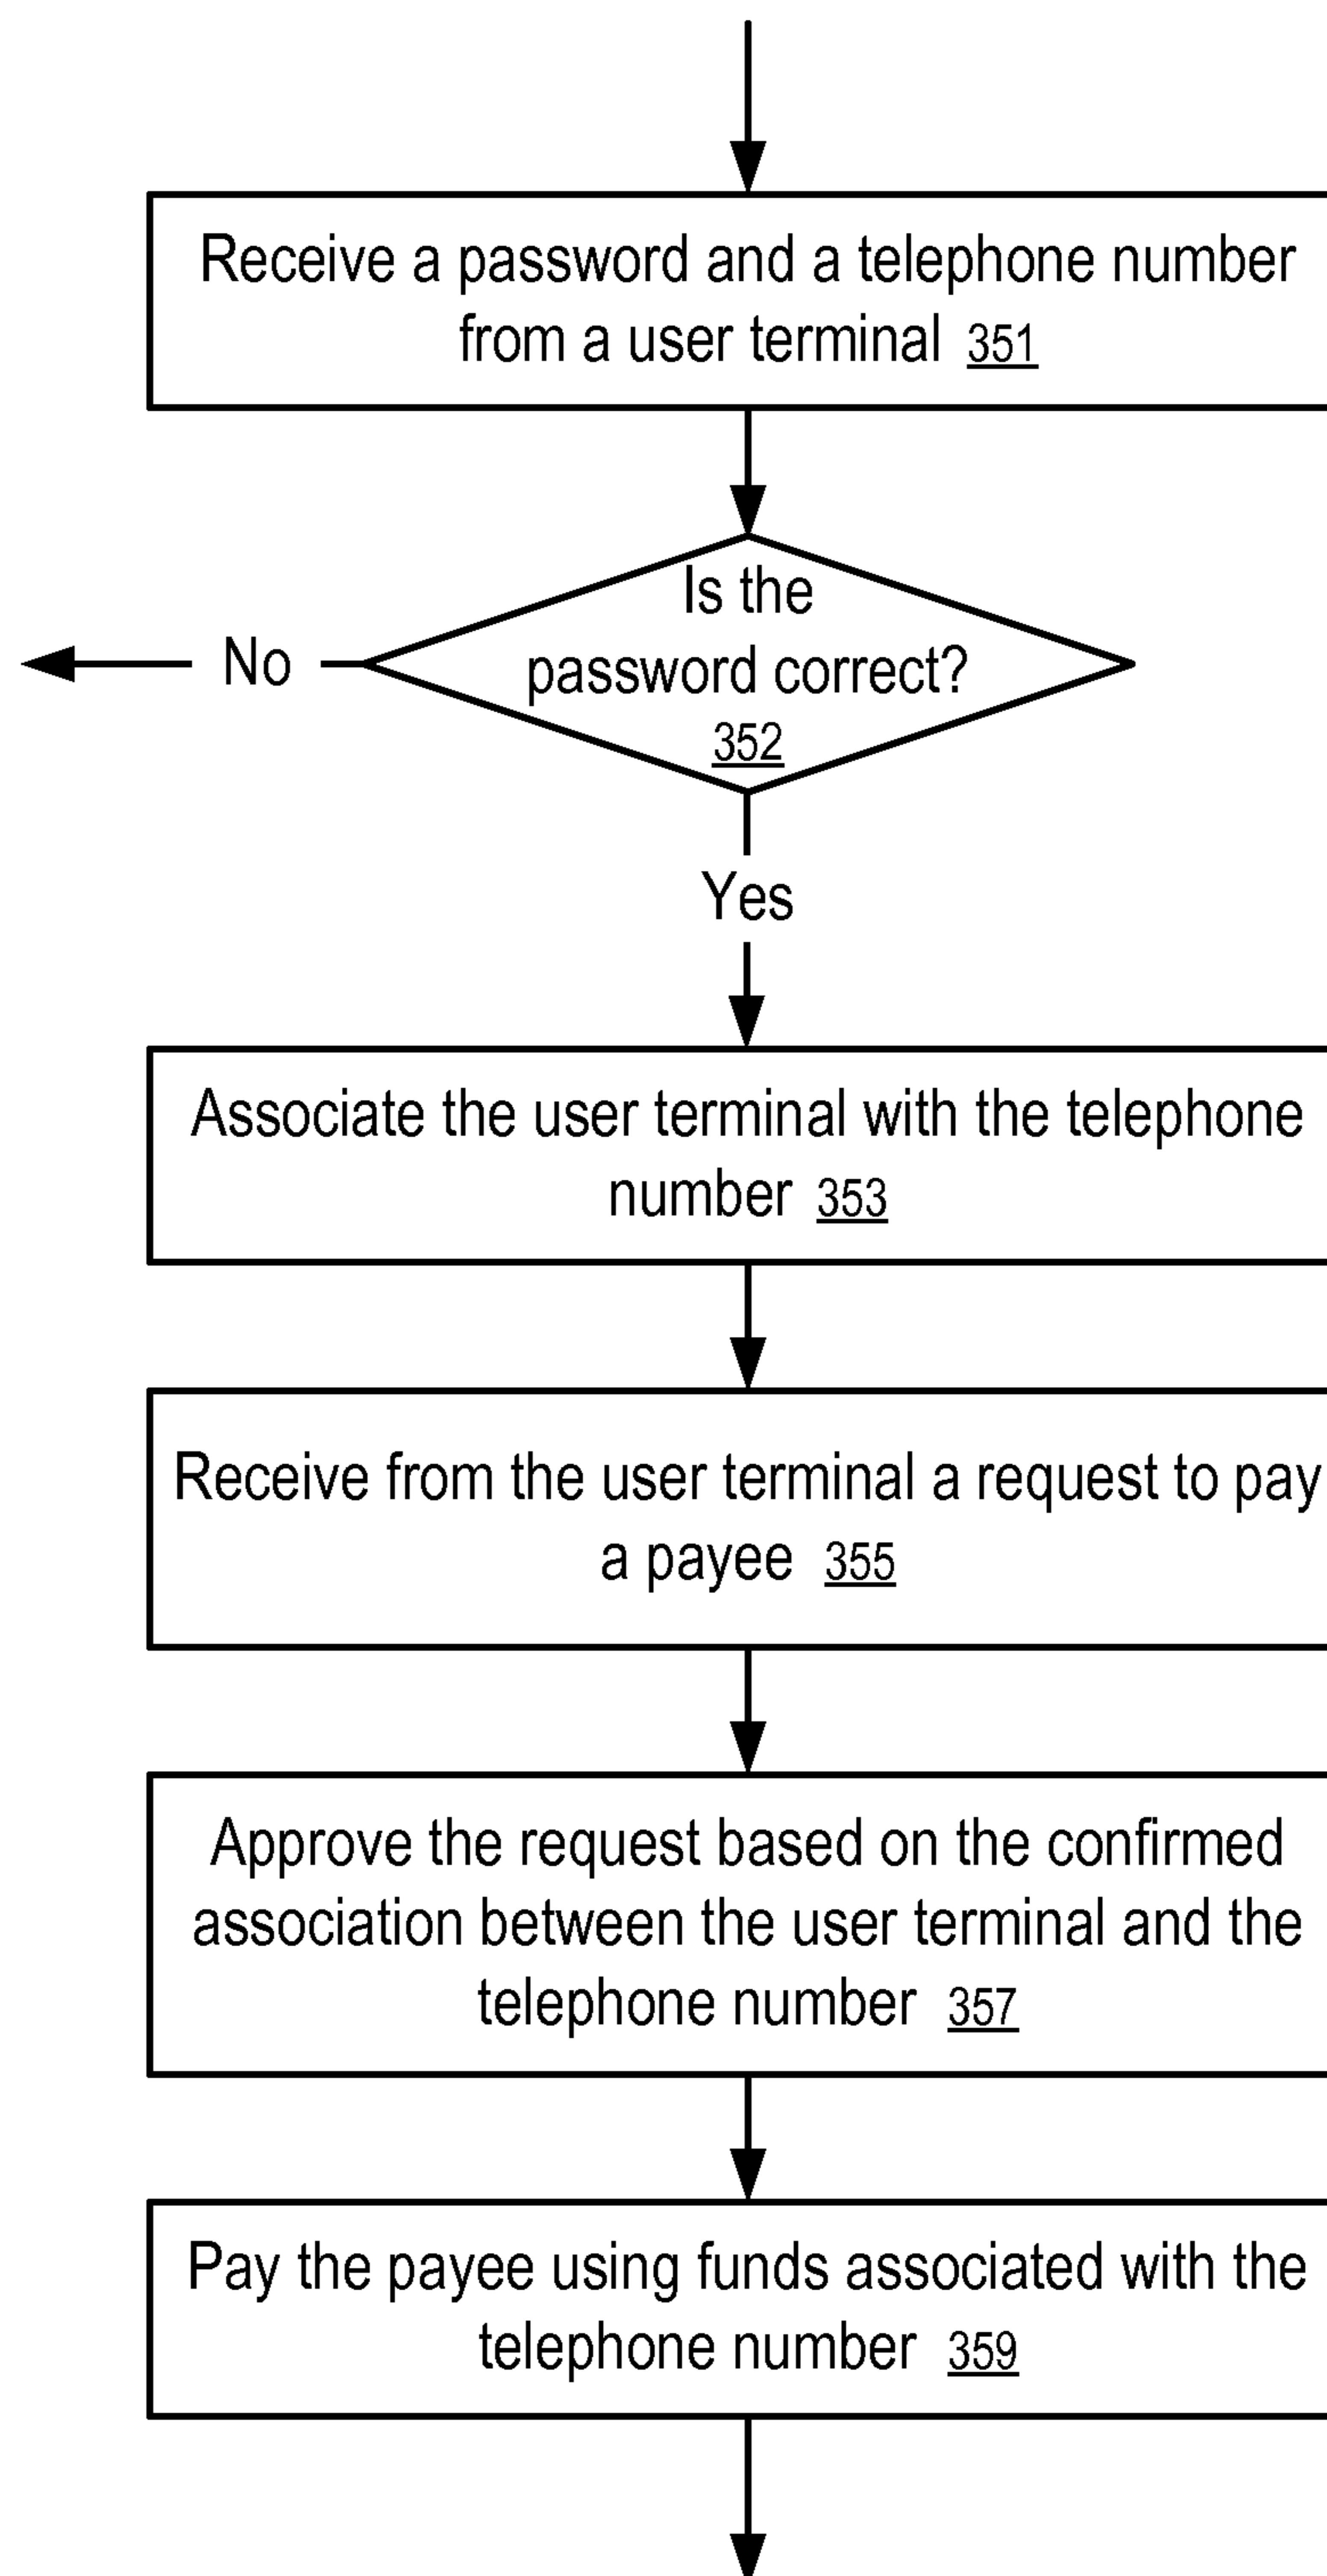 Receive a password and a telephone number
from a user terminal 351
Is the
password correct?
352
No
Yes
Associate the user terminal with the telephone
number 353
Receive from the user terminal a request to pay
a payee 355
Approve the request based on the confirmed
association between the user terminal and the
telephone number 357
Pay the payee using funds associated with the
telephone number 359